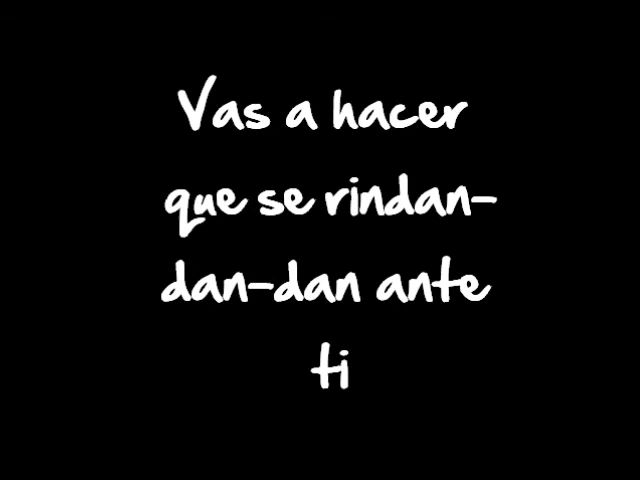 Vas a hacer
que se rindan-
dan-dan ante
ti